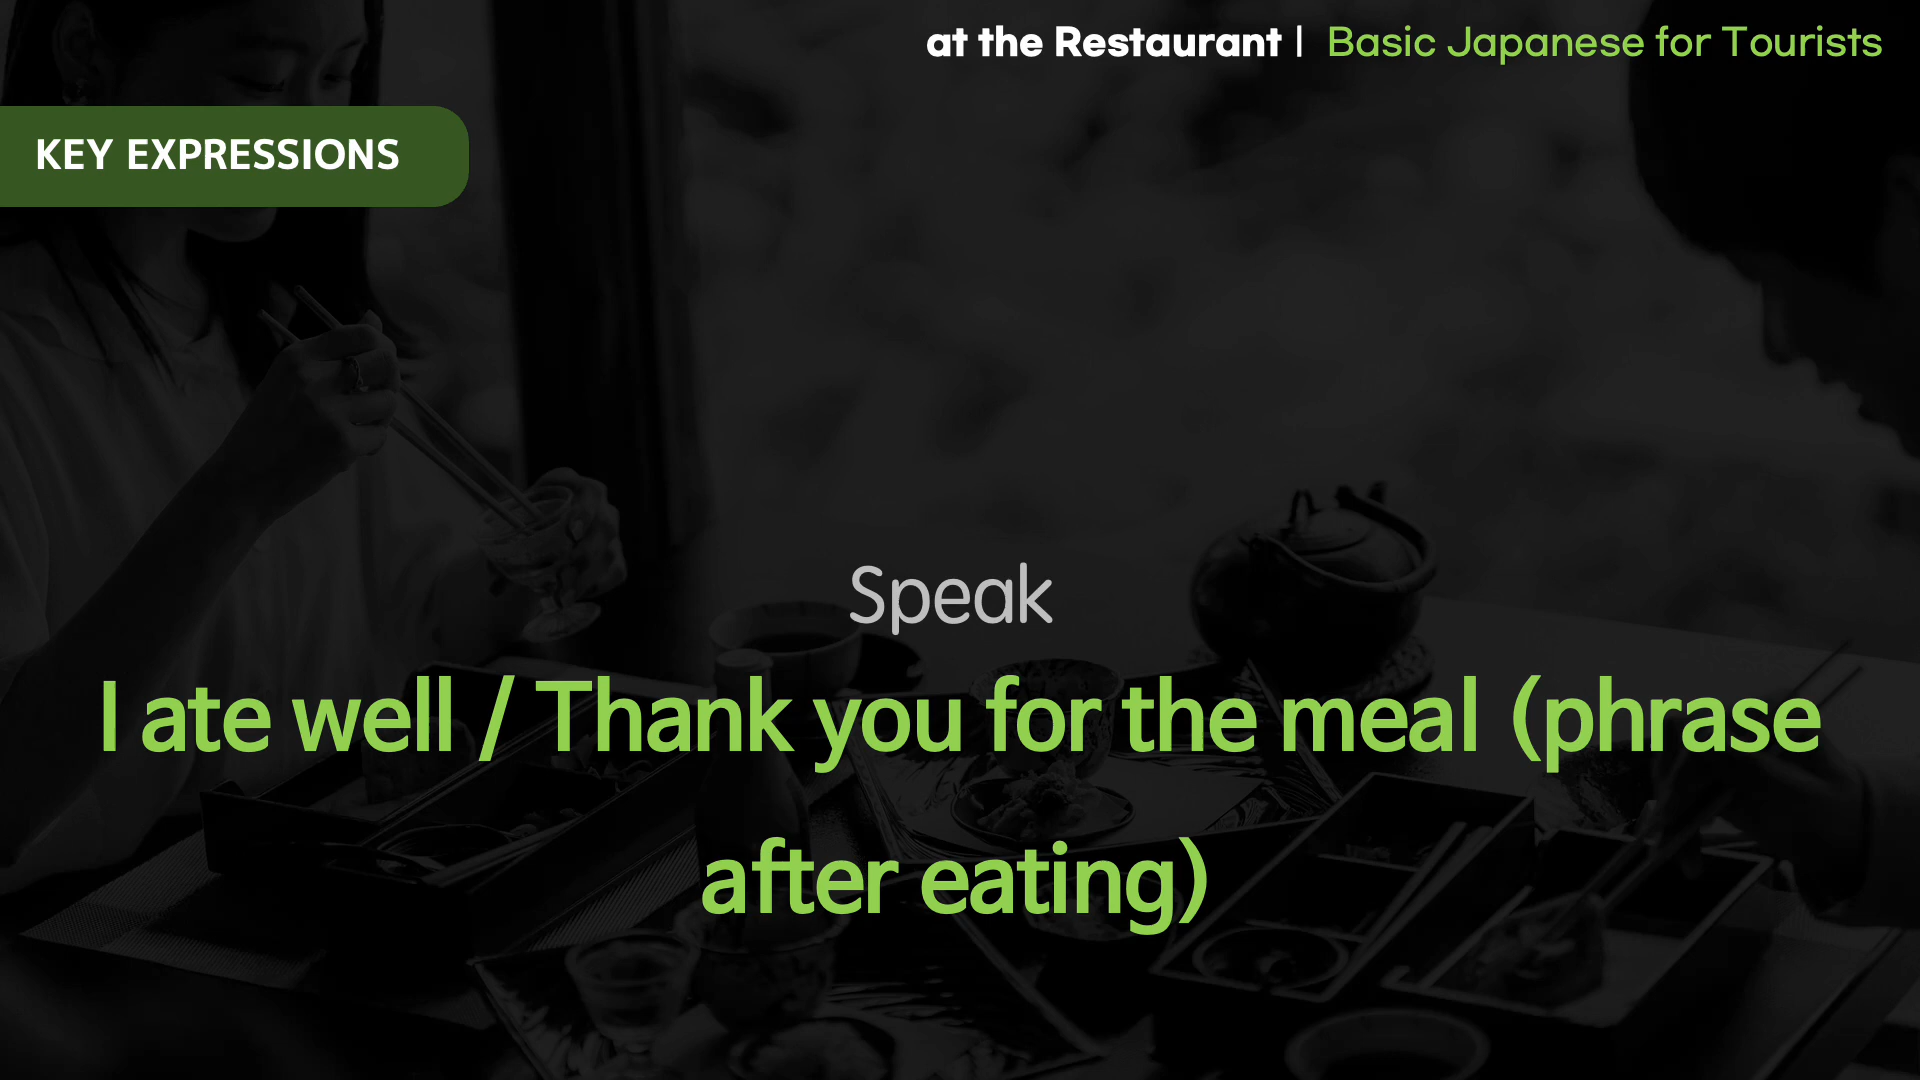 at the Restaurant | Basic Japanese for Tourists
KEY EXPRESSIONS
Speak
I ate well / Thank you for the meal (phrase
after eating)